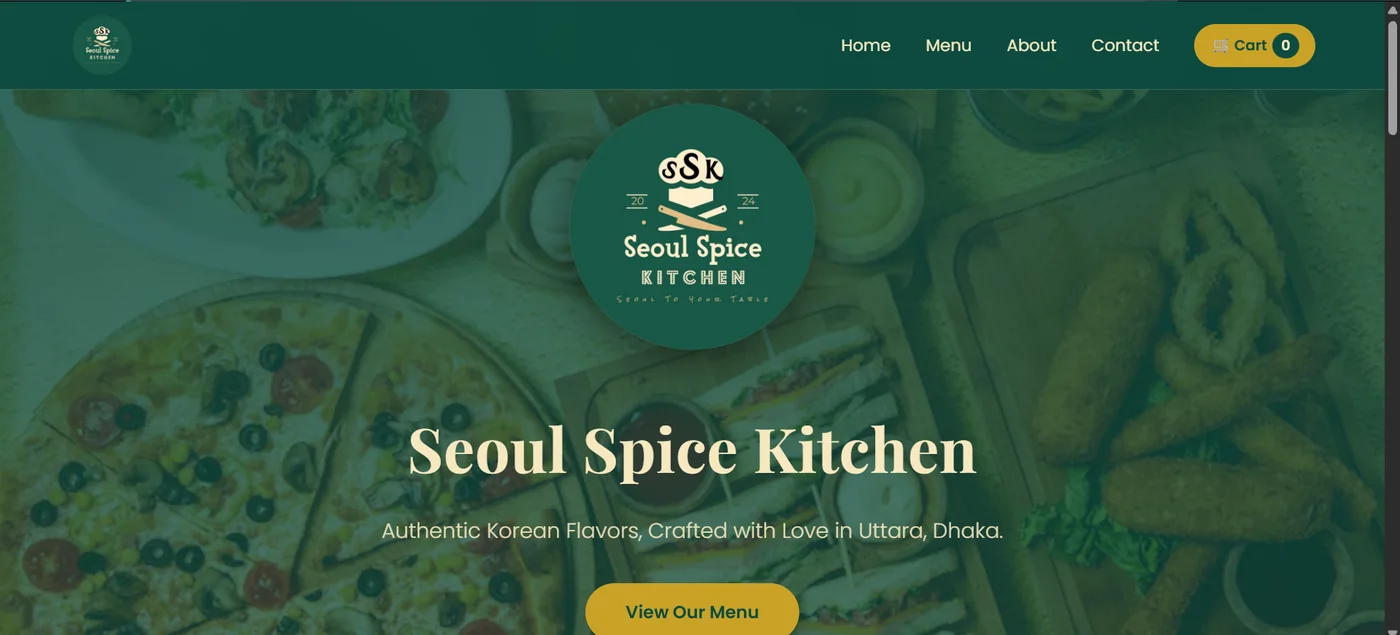 SSK
Seoul Spice
KITCHEN
Home
Menu
About
Contact
Cart 0
SSK
20 24
Seoul Spice
KITCHEN
Seoul To Your Table
Seoul Spice Kitchen
Authentic Korean Flavors, Crafted with Love in Uttara, Dhaka.
View Our Menu